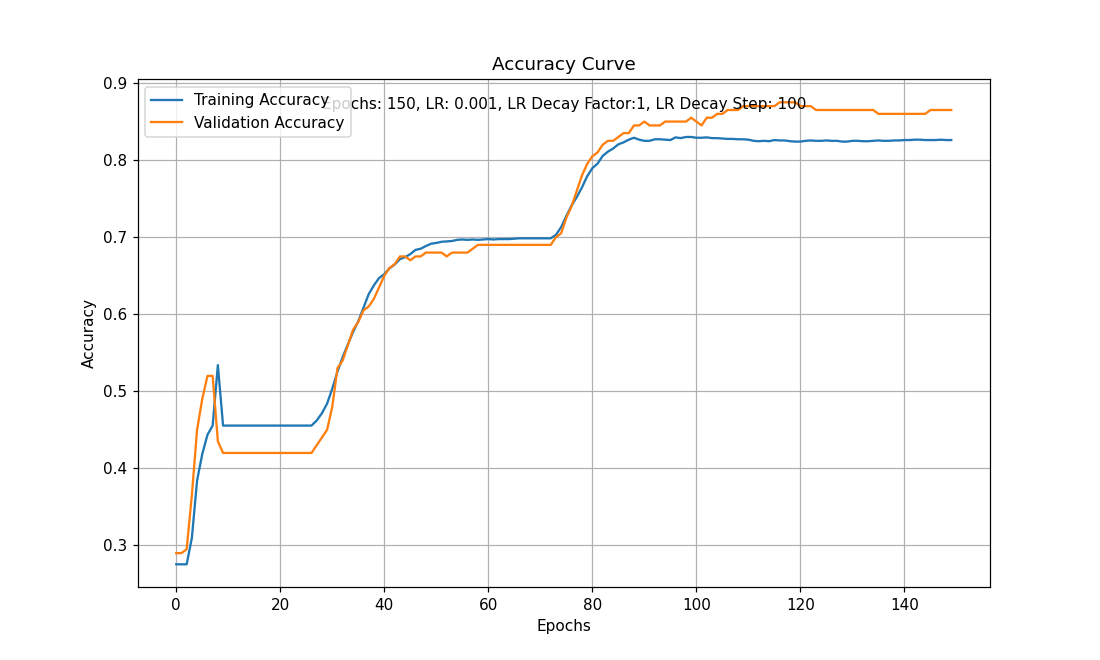 Accuracy Curve
Epochs: 150, LR: 0.001, LR Decay Factor:1, LR Decay Step: 100
Training Accuracy
Validation Accuracy
Accuracy
0.9
0.8
0.7
0.6
0.5
0.4
0.3
0 20 40 60 80 100 120 140
Epochs